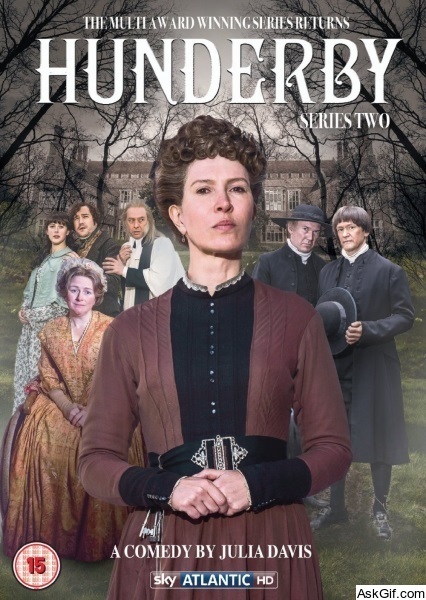 THE MULTI AWARD WINNING SERIES RETURNS
HUNDERBY
SERIES TWO
A COMEDY BY JULIA DAVIS
15
sky ATLANTIC HD
AskGif.com